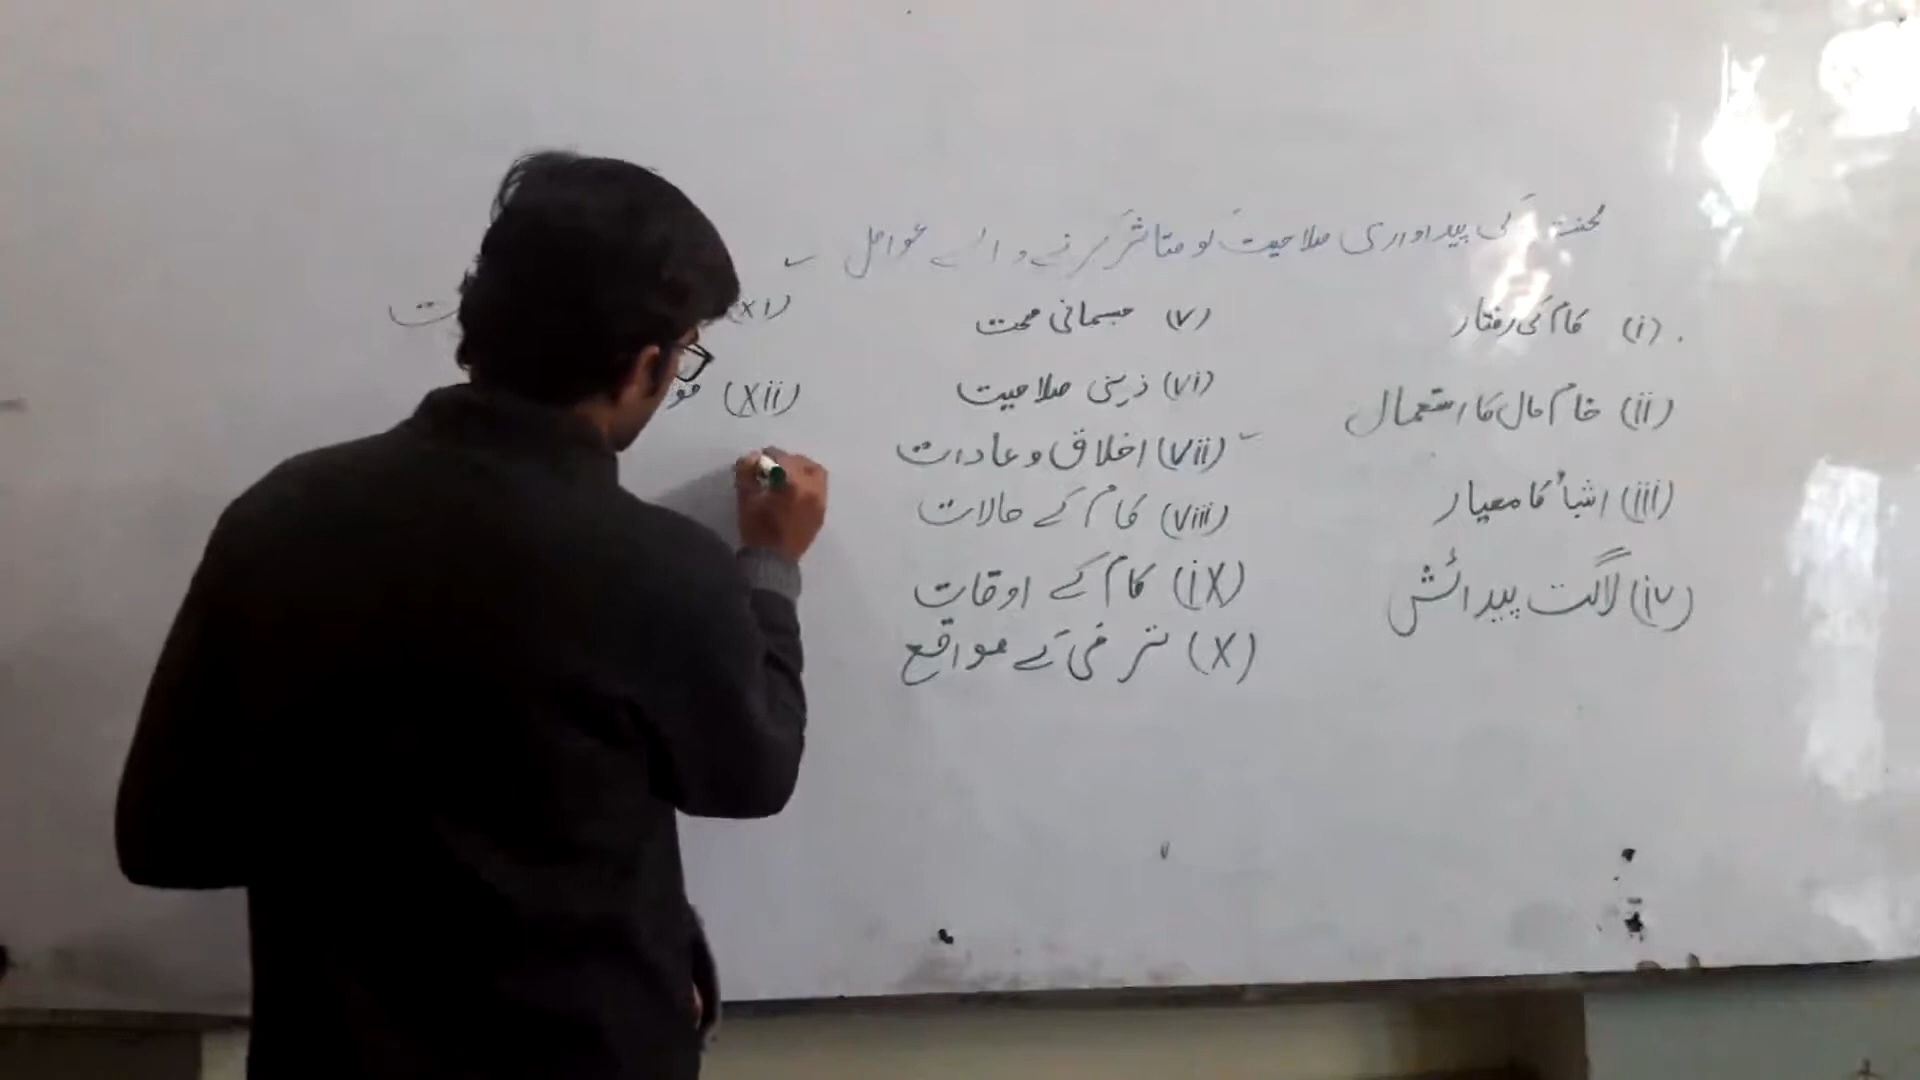 محنت کی پیداواری صلاحیت کو متاثر کرنے والے عوامل
(i) کام کی رفتار
(ii) خام مال کا استعمال
(iii) اشیاٴ کا معیار
(iv) لاگت پیدائش
(v) جسمانی صحت
(vi) ذہنی صلاحیت
(vii) اخلاق و عادات
(viii) کام کے حالات
(ix) کام کے اوقات
(x) ترقی کے مواقع
(xi)
(xii)